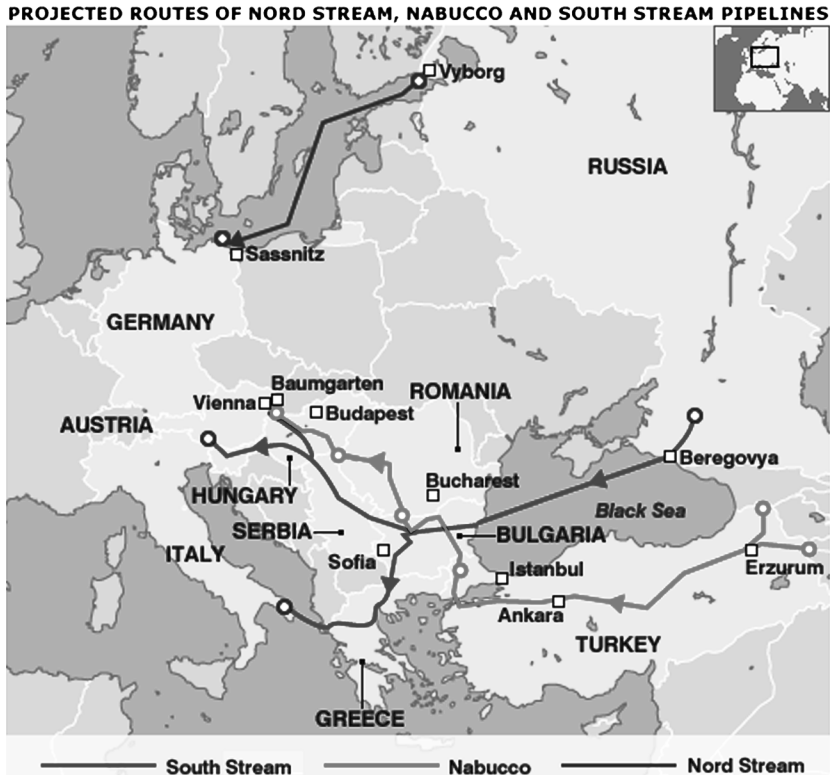 PROJECTED ROUTES OF NORD STREAM, NABUCCO AND SOUTH STREAM PIPELINES
Vyborg
RUSSIA
Sassnitz
GERMANY
Baumgarten
Vienna
ROMANIA
Budapest
AUSTRIA
Beregovya
Bucharest
HUNGARY
Black Sea
SERBIA
BULGARIA
ITALY
Sofia
Istanbul
Erzurum
Ankara
TURKEY
GREECE
South Stream
Nabucco
Nord Stream